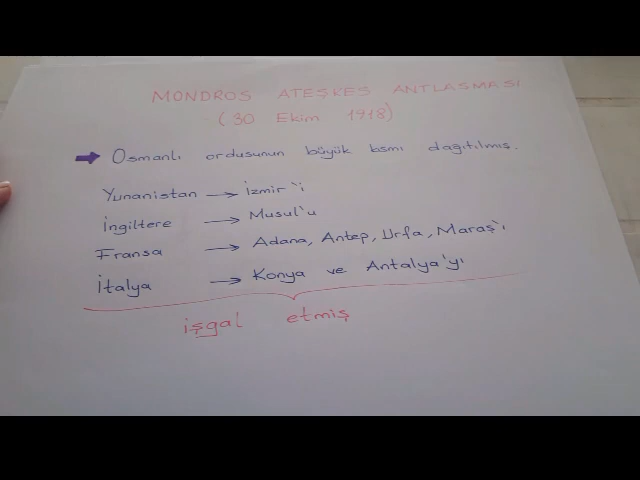 MONDROS ATEŞKES ANTLAŞMASI
(30 Ekim 1918)
Osmanlı ordusunun büyük bsmı dağıtılmış.
Yunanistan → İzmir'i
İngiltere → Musul'u
Fransa → Adana, Antep, Urfa, Maraş'ı
İtalya → Konya ve Antalya'yı
işgal etmiş